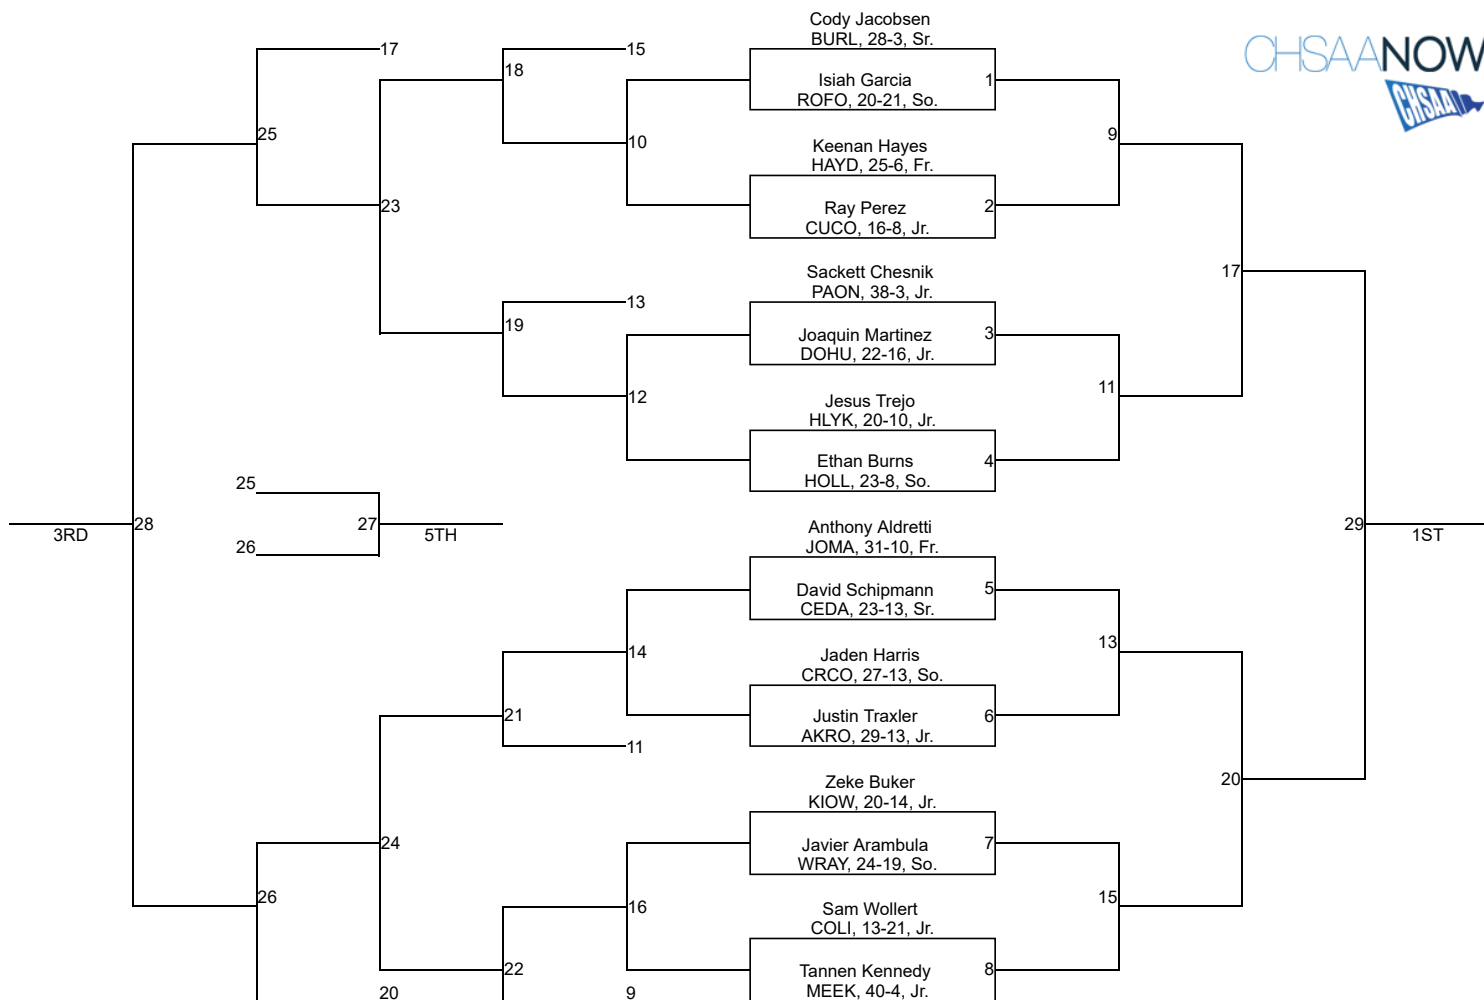 Cody Jacobsen
BURL, 28-3, Sr.
CHSAANOW
17
15
18
Isiah Garcia
1
ROFO, 20-21, So.
CHSAA
25
10
9
Keenan Hayes
HAYD, 25-6, Fr.
23
Ray Perez
2
CUCO, 16-8, Jr.
Sackett Chesnik
17
PAON, 38-3, Jr.
13
19
Joaquin Martinez
3
DOHU, 22-16, Jr.
12
11
Jesus Trejo
HLYK, 20-10, Jr.
Ethan Burns
4
HOLL, 23-8, So.
25
28
27
29
3RD
5TH
1ST
26
Anthony Aldretti
JOMA, 31-10, Fr.
David Schipmann
5
CEDA, 23-13, Sr.
14
13
Jaden Harris
CRCO, 27-13, So.
21
Justin Traxler
6
AKRO, 29-13, Jr.
11
Zeke Buker
20
KIOW, 20-14, Jr.
24
Javier Arambula
7
WRAY, 24-19, So.
26
16
15
Sam Wollert
COLI, 13-21, Jr.
22
Tannen Kennedy
8
MEEK, 40-4, Jr.
20
9